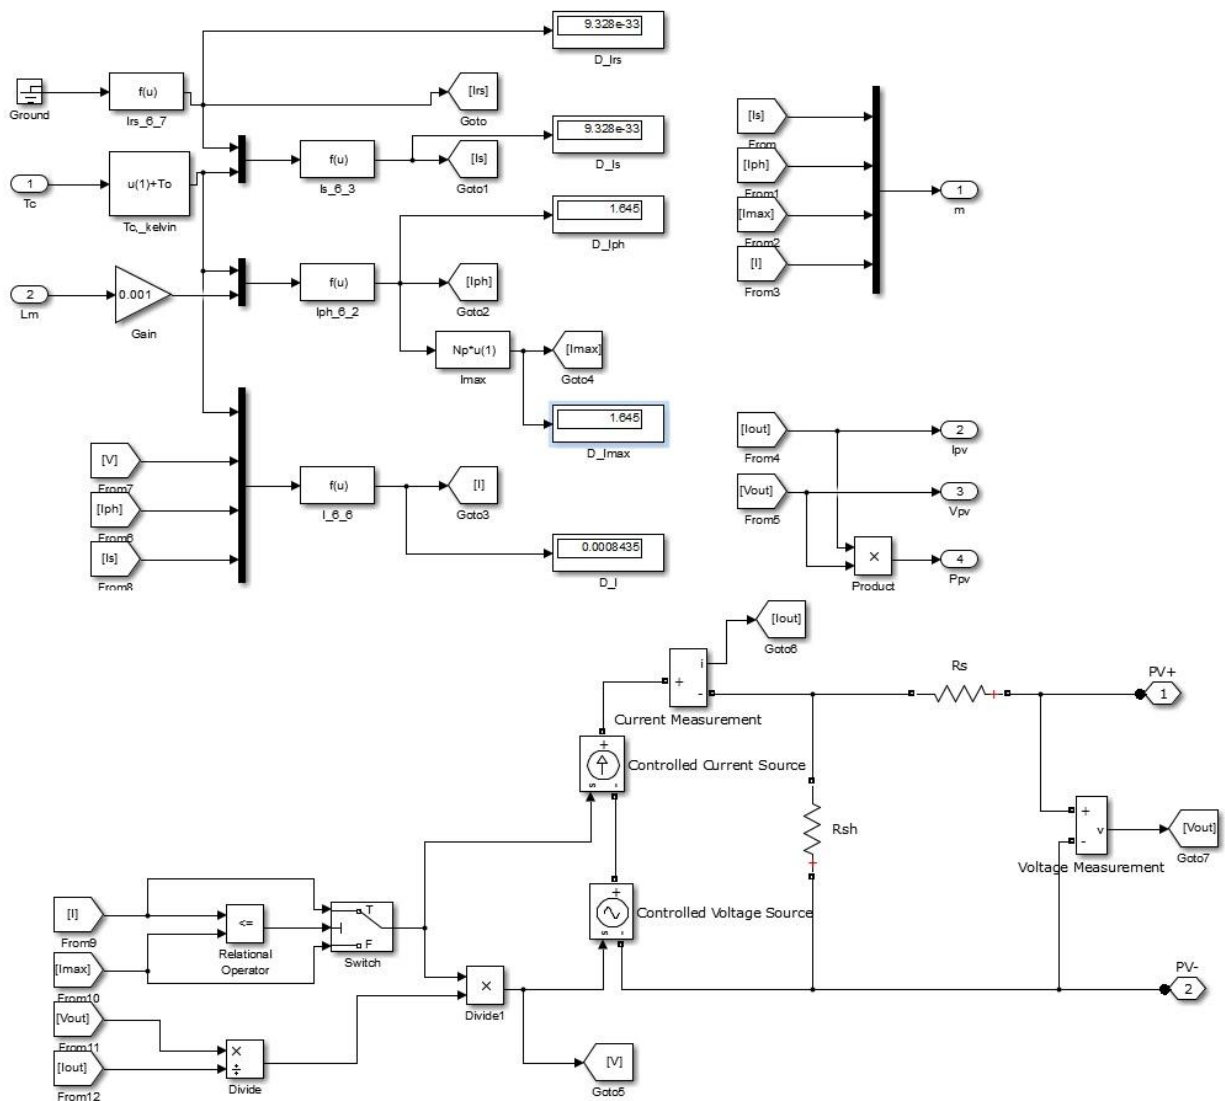 9.328e-33
D_Irs
Ground
f(u)
Irs_6_7
[Irs]
Goto
9.328e-33
D_Is
1
Tc
u(1)+To
Tc,_kelvin
f(u)
Is_6_3
[Is]
Goto1
1.645
D_Iph
2
Lm
0.001
Gain
f(u)
Iph_6_2
[Iph]
Goto2
Np*u(1)
Imax
[Imax]
Goto4
1.645
D_Imax
[V]
From7
[Iph]
From6
[Is]
From8
f(u)
I_6_6
[I]
Goto3
0.0008435
D_I
[Is]
From
[Iph]
From1
[Imax]
From2
[I]
From3
1
m
[Iout]
From4
2
Ipv
[Vout]
From5
3
Vpv
×
Product
4
Ppv
[Iout]
Goto6
i
+
-
Current Measurement
Rs
+
PV+
1
+
s
-
Controlled Current Source
Rsh
+
+
v
-
Voltage Measurement
[Vout]
Goto7
+
s
-
Controlled Voltage Source
[I]
From9
<=
Relational
Operator
T
F
Switch
[Imax]
From10
[Vout]
From11
[Iout]
From12
×
÷
Divide
×
Divide1
[V]
Goto5
PV-
2